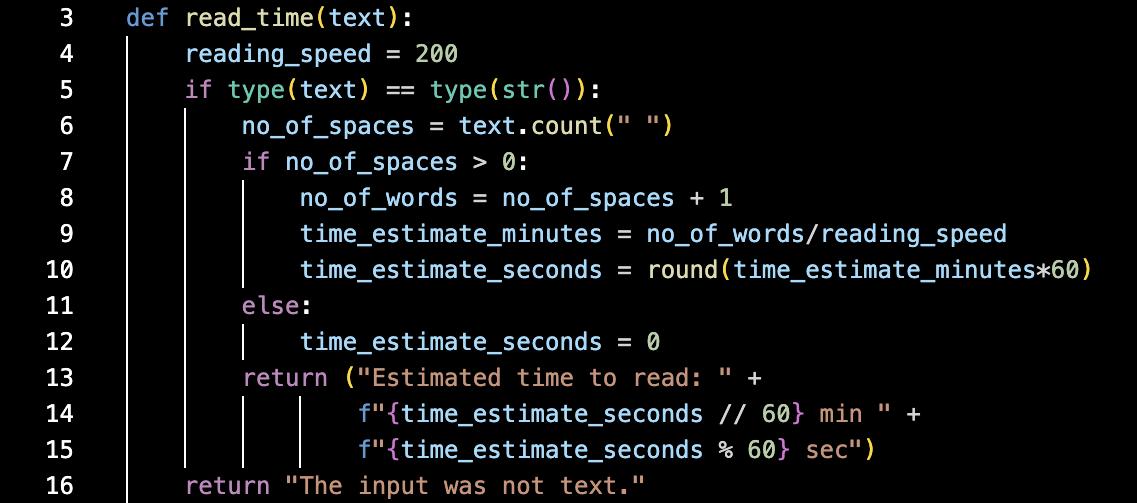 3 def read_time(text):
4     reading_speed = 200
5     if type(text) == type(str()):
6         no_of_spaces = text.count(" ")
7         if no_of_spaces > 0:
8             no_of_words = no_of_spaces + 1
9             time_estimate_minutes = no_of_words/reading_speed
10             time_estimate_seconds = round(time_estimate_minutes*60)
11         else:
12             time_estimate_seconds = 0
13         return ("Estimated time to read: " +
14                 f"{time_estimate_seconds // 60} min " +
15                 f"{time_estimate_seconds % 60} sec")
16     return "The input was not text."